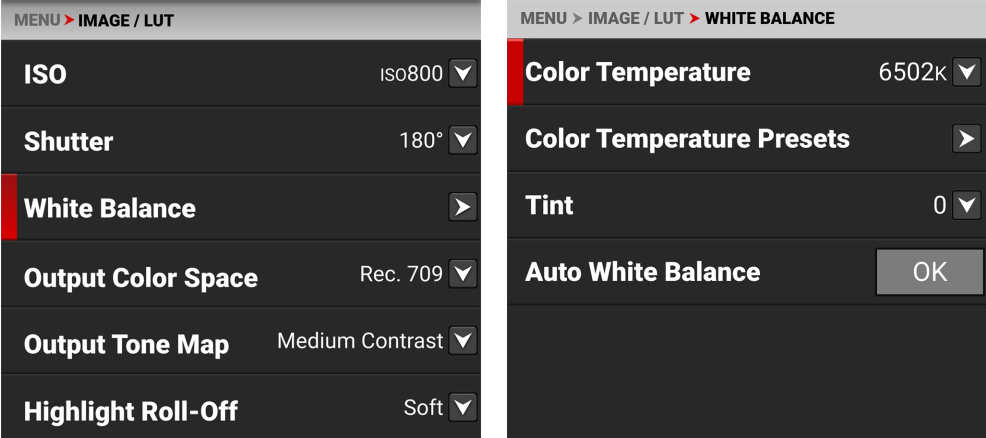 MENU > IMAGE / LUT
ISO ISO800
Shutter 180°
White Balance
Output Color Space Rec. 709
Output Tone Map Medium Contrast
Highlight Roll-Off Soft
MENU > IMAGE / LUT > WHITE BALANCE
Color Temperature 6502K
Color Temperature Presets
Tint 0
Auto White Balance OK